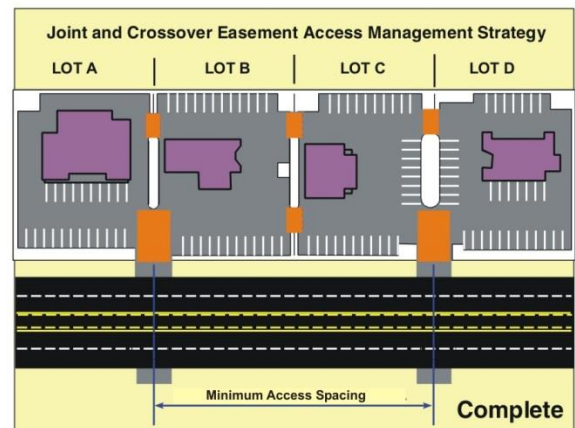 Joint and Crossover Easement Access Management Strategy
LOT A LOT B LOT C LOT D
Minimum Access Spacing
Complete